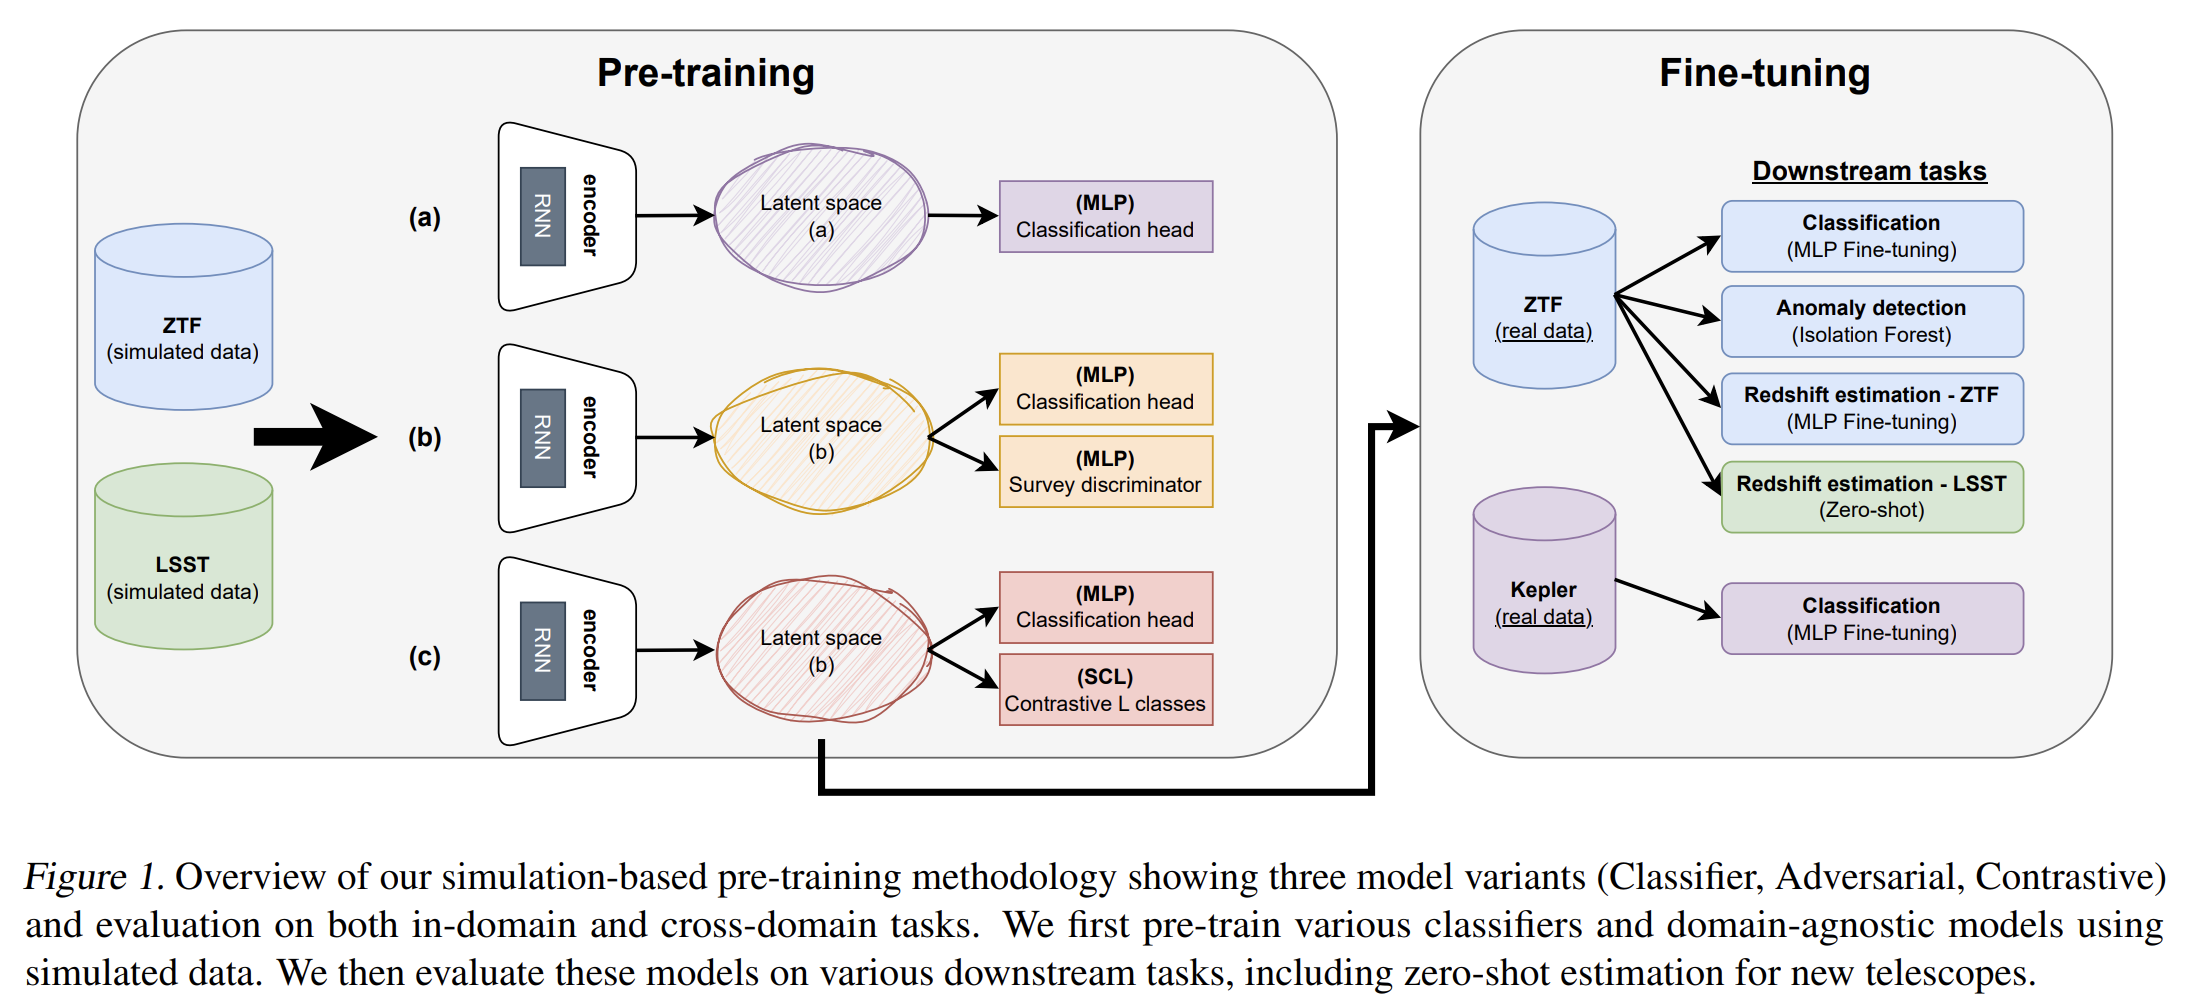 Pre-training
ZTF
(simulated data)
LSST
(simulated data)
(a)
RNN
encoder
Latent space
(a)
(MLP)
Classification head
(b)
RNN
encoder
Latent space
(b)
(MLP)
Classification head
(MLP)
Survey discriminator
(c)
RNN
encoder
Latent space
(b)
(MLP)
Classification head
(SCL)
Contrastive L classes
Fine-tuning
Downstream tasks
ZTF
(real data)
Classification
(MLP Fine-tuning)
Anomaly detection
(Isolation Forest)
Redshift estimation - ZTF
(MLP Fine-tuning)
Redshift estimation - LSST
(Zero-shot)
Kepler
(real data)
Classification
(MLP Fine-tuning)
Figure 1. Overview of our simulation-based pre-training methodology showing three model variants (Classifier, Adversarial, Contrastive)
and evaluation on both in-domain and cross-domain tasks. We first pre-train various classifiers and domain-agnostic models using
simulated data. We then evaluate these models on various downstream tasks, including zero-shot estimation for new telescopes.